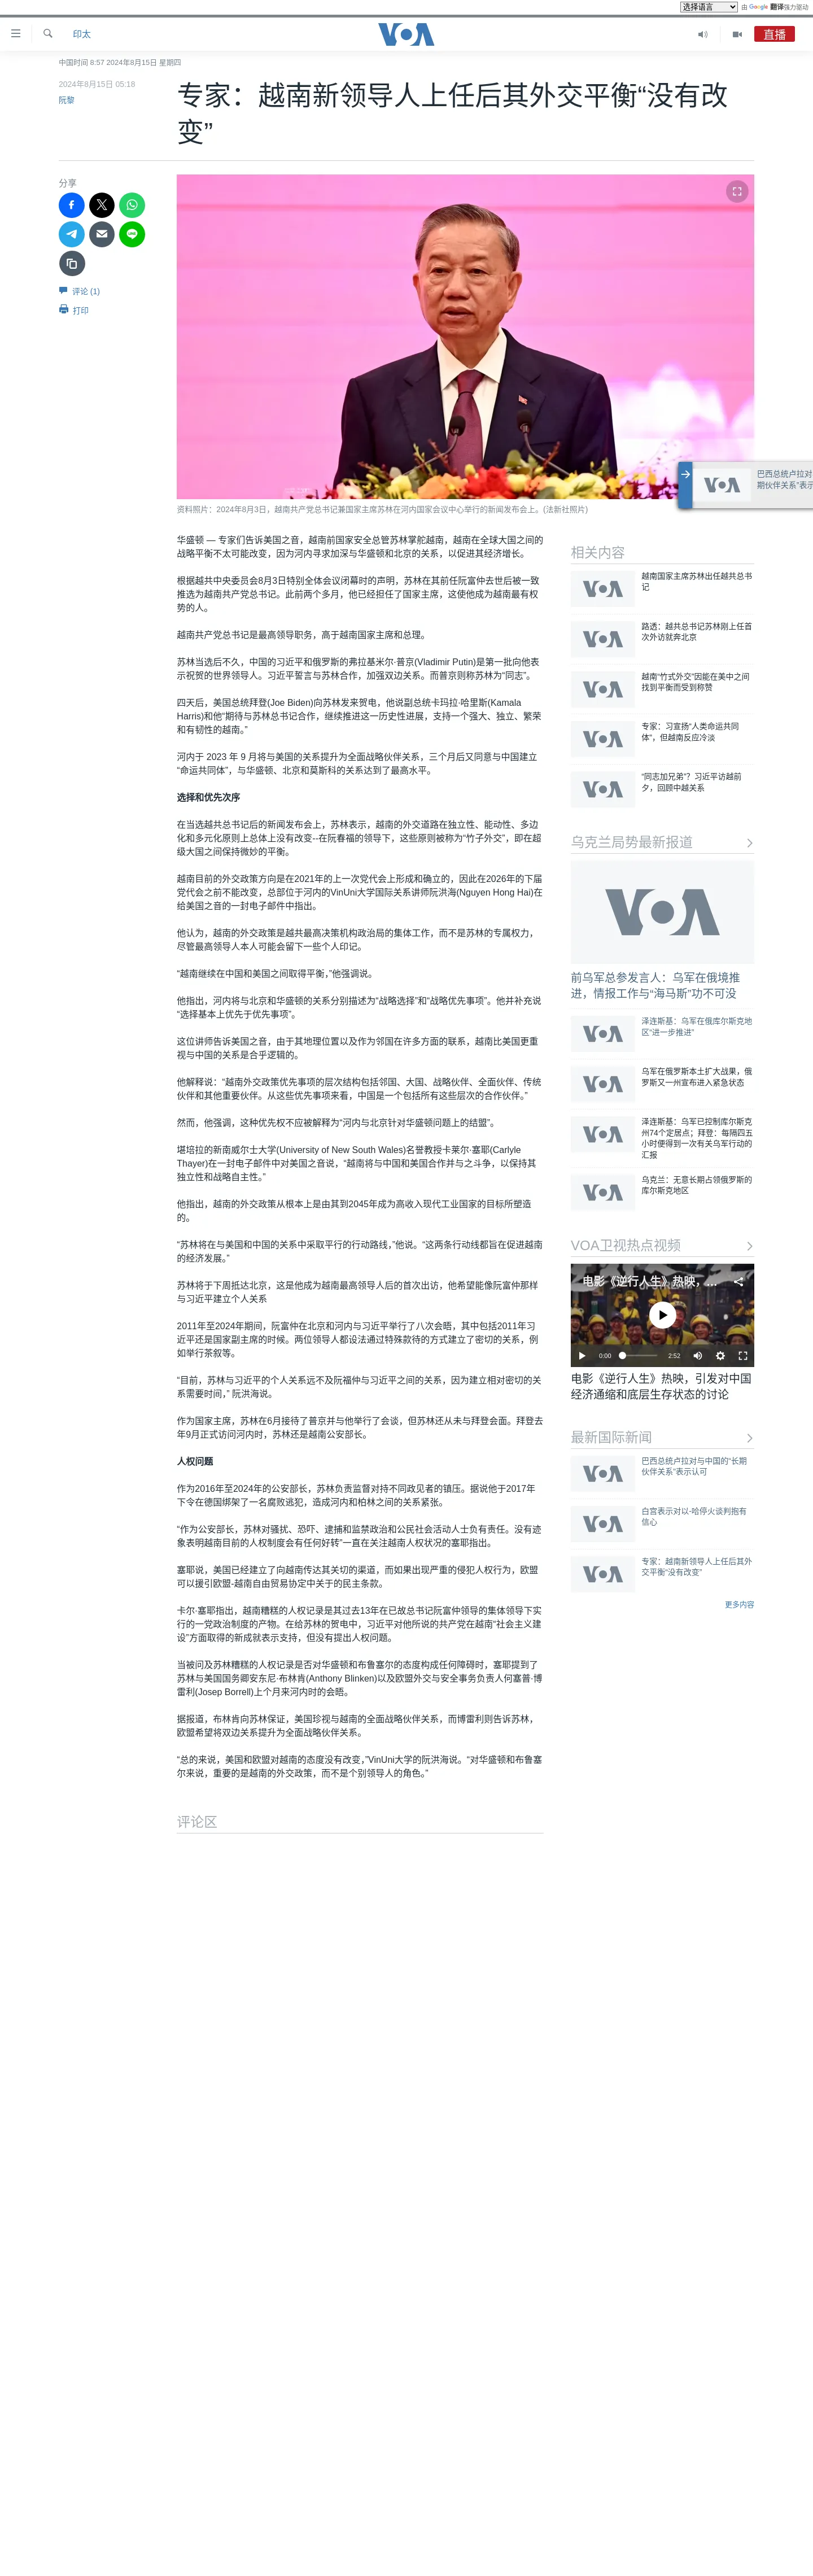 选择语言
由 Google 翻译强力驱动
印太
VOA
直播
中国时间 8:57 2024年8月15日 星期四
2024年8月15日 05:18
阮黎
专家：越南新领导人上任后其外交平衡“没有改
变”
分享
评论 (1)
打印
巴西总统卢拉对
期伙伴关系”表示
VOA
资料照片：2024年8月3日，越南共产党总书记兼国家主席苏林在河内国家会议中心举行的新闻发布会上。(法新社照片)
华盛顿 — 专家们告诉美国之音，越南前国家安全总管苏林掌舵越南，越南在全球大国之间的
战略平衡不太可能改变，因为河内寻求加深与华盛顿和北京的关系，以促进其经济增长。
根据越共中央委员会8月3日特别全体会议闭幕时的声明，苏林在其前任阮富仲去世后被一致
推选为越南共产党总书记。此前两个多月，他已经担任了国家主席，这使他成为越南最有权
势的人。
越南共产党总书记是最高领导职务，高于越南国家主席和总理。
苏林当选后不久，中国的习近平和俄罗斯的弗拉基米尔·普京(Vladimir Putin)是第一批向他表
示祝贺的世界领导人。习近平誓言与苏林合作，加强双边关系。而普京则称苏林为“同志”。
四天后，美国总统拜登(Joe Biden)向苏林发来贺电，他说副总统卡玛拉·哈里斯(Kamala
Harris)和他“期待与苏林总书记合作，继续推进这一历史性进展，支持一个强大、独立、繁荣
和有韧性的越南。”
河内于 2023 年 9 月将与美国的关系提升为全面战略伙伴关系，三个月后又同意与中国建立
“命运共同体”，与华盛顿、北京和莫斯科的关系达到了最高水平。
选择和优先次序
在当选越共总书记后的新闻发布会上，苏林表示，越南的外交道路在独立性、能动性、多边
化和多元化原则上总体上没有改变--在阮春福的领导下，这些原则被称为“竹子外交”，即在超
级大国之间保持微妙的平衡。
越南目前的外交政策方向是在2021年的上一次党代会上形成和确立的，因此在2026年的下届
党代会之前不能改变，总部位于河内的VinUni大学国际关系讲师阮洪海(Nguyen Hong Hai)在
给美国之音的一封电子邮件中指出。
他认为，越南的外交政策是越共最高决策机构政治局的集体工作，而不是苏林的专属权力，
尽管最高领导人本人可能会留下一些个人印记。
“越南继续在中国和美国之间取得平衡，”他强调说。
他指出，河内将与北京和华盛顿的关系分别描述为“战略选择”和“战略优先事项”。他并补充说
“选择基本上优先于优先事项”。
这位讲师告诉美国之音，由于其地理位置以及作为邻国在许多方面的联系，越南比美国更重
视与中国的关系是合乎逻辑的。
他解释说：“越南外交政策优先事项的层次结构包括邻国、大国、战略伙伴、全面伙伴、传统
伙伴和其他重要伙伴。从这些优先事项来看，中国是一个包括所有这些层次的合作伙伴。”
然而，他强调，这种优先权不应被解释为“河内与北京针对华盛顿问题上的结盟”。
堪培拉的新南威尔士大学(University of New South Wales)名誉教授卡莱尔·塞耶(Carlyle
Thayer)在一封电子邮件中对美国之音说，“越南将与中国和美国合作并与之斗争，以保持其
独立性和战略自主性。”
他指出，越南的外交政策从根本上是由其到2045年成为高收入现代工业国家的目标所塑造
的。
“苏林将在与美国和中国的关系中采取平行的行动路线，”他说。“这两条行动线都旨在促进越南
的经济发展。”
苏林将于下周抵达北京，这是他成为越南最高领导人后的首次出访，他希望能像阮富仲那样
与习近平建立个人关系
2011年至2024年期间，阮富仲在北京和河内与习近平举行了八次会晤，其中包括2011年习
近平还是国家副主席的时候。两位领导人都设法通过特殊款待的方式建立了密切的关系，例
如举行茶叙等。
“目前，苏林与习近平的个人关系远不及阮福仲与习近平之间的关系，因为建立相对密切的关
系需要时间，” 阮洪海说。
作为国家主席，苏林在6月接待了普京并与他举行了会谈，但苏林还从未与拜登会面。拜登去
年9月正式访问河内时，苏林还是越南公安部长。
人权问题
作为2016年至2024年的公安部长，苏林负责监督对持不同政见者的镇压。据说他于2017年
下令在德国绑架了一名腐败逃犯，造成河内和柏林之间的关系紧张。
“作为公安部长，苏林对骚扰、恐吓、逮捕和监禁政治和公民社会活动人士负有责任。没有迹
象表明越南目前的人权制度会有任何好转”一直在关注越南人权状况的塞耶指出。
塞耶说，美国已经建立了向越南传达其关切的渠道，而如果出现严重的侵犯人权行为，欧盟
可以援引欧盟-越南自由贸易协定中关于的民主条款。
卡尔·塞耶指出，越南糟糕的人权记录是其过去13年在已故总书记阮富仲领导的集体领导下实
行的一党政治制度的产物。在给苏林的贺电中，习近平对他所说的共产党在越南“社会主义建
设”方面取得的新成就表示支持，但没有提出人权问题。
当被问及苏林糟糕的人权记录是否对华盛顿和布鲁塞尔的态度构成任何障碍时，塞耶提到了
苏林与美国国务卿安东尼·布林肯(Anthony Blinken)以及欧盟外交与安全事务负责人何塞普·博
雷利(Josep Borrell)上个月来河内时的会晤。
据报道，布林肯向苏林保证，美国珍视与越南的全面战略伙伴关系，而博雷利则告诉苏林，
欧盟希望将双边关系提升为全面战略伙伴关系。
“总的来说，美国和欧盟对越南的态度没有改变，”VinUni大学的阮洪海说。“对华盛顿和布鲁塞
尔来说，重要的是越南的外交政策，而不是个别领导人的角色。”
评论区
相关内容
VOA
越南国家主席苏林出任越共总书
记
VOA
路透：越共总书记苏林刚上任首
次外访就奔北京
VOA
越南“竹式外交”因能在美中之间
找到平衡而受到称赞
VOA
专家：习宣扬“人类命运共同
体”，但越南反应冷淡
VOA
“同志加兄弟”？习近平访越前
夕，回顾中越关系
乌克兰局势最新报道
VOA
前乌军总参发言人：乌军在俄境推
进，情报工作与“海马斯”功不可没
VOA
泽连斯基：乌军在俄库尔斯克地
区“进一步推进”
VOA
乌军在俄罗斯本土扩大战果，俄
罗斯又一州宣布进入紧急状态
VOA
泽连斯基：乌军已控制库尔斯克
州74个定居点；拜登：每隔四五
小时便得到一次有关乌军行动的
汇报
VOA
乌克兰：无意长期占领俄罗斯的
库尔斯克地区
VOA卫视热点视频
电影《逆行人生》热映，...
0:00
2:52
电影《逆行人生》热映，引发对中国
经济通缩和底层生存状态的讨论
最新国际新闻
VOA
巴西总统卢拉对与中国的“长期
伙伴关系”表示认可
VOA
白宫表示对以-哈停火谈判抱有
信心
VOA
专家：越南新领导人上任后其外
交平衡“没有改变”
更多内容